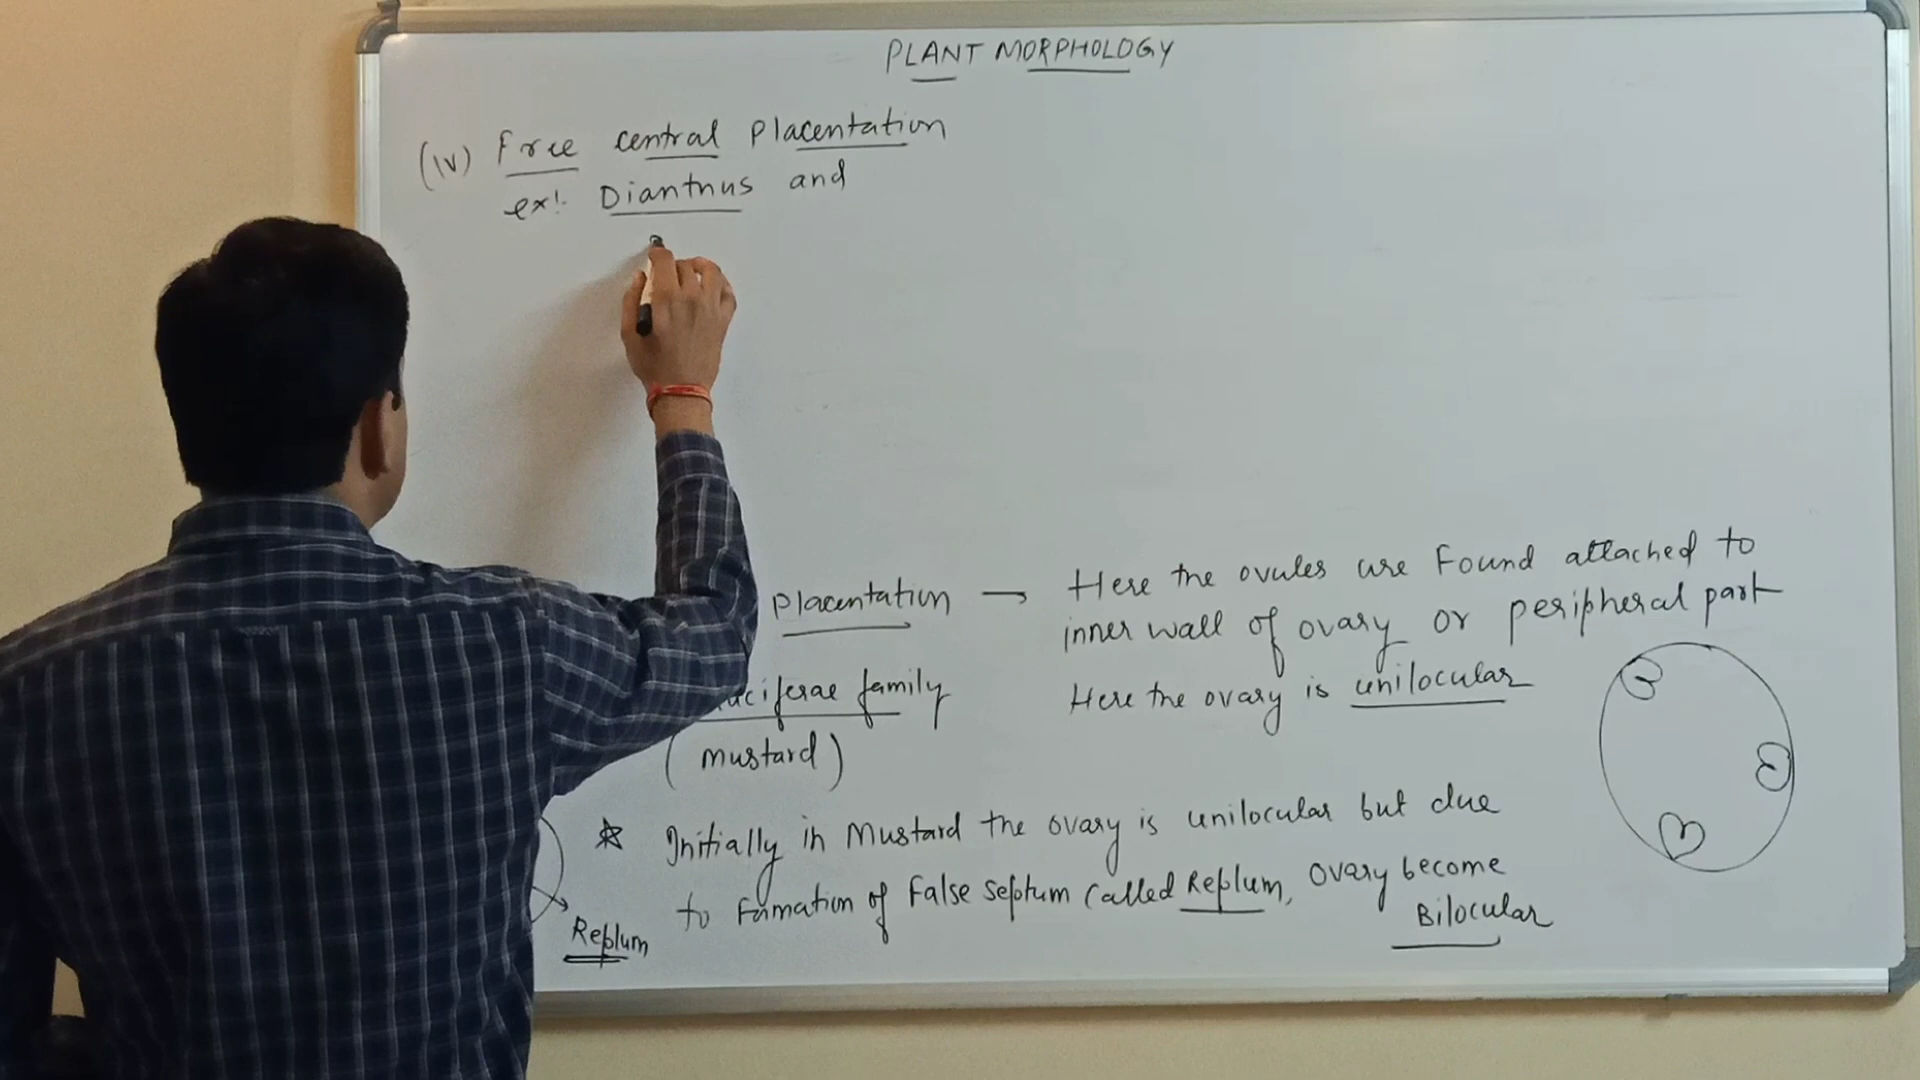 PLANT MORPHOLOGY
(iv) Free central placentation
ex!- Dianthus and
placentation → Here the ovules are found attached to
inner wall of ovary or peripheral part
uciferae family Here the ovary is unilocular
(mustard)
☆ Initially in Mustard the ovary is unilocular but due
to Formation of False septum called Replum, ovary become
Bilocular
Replum